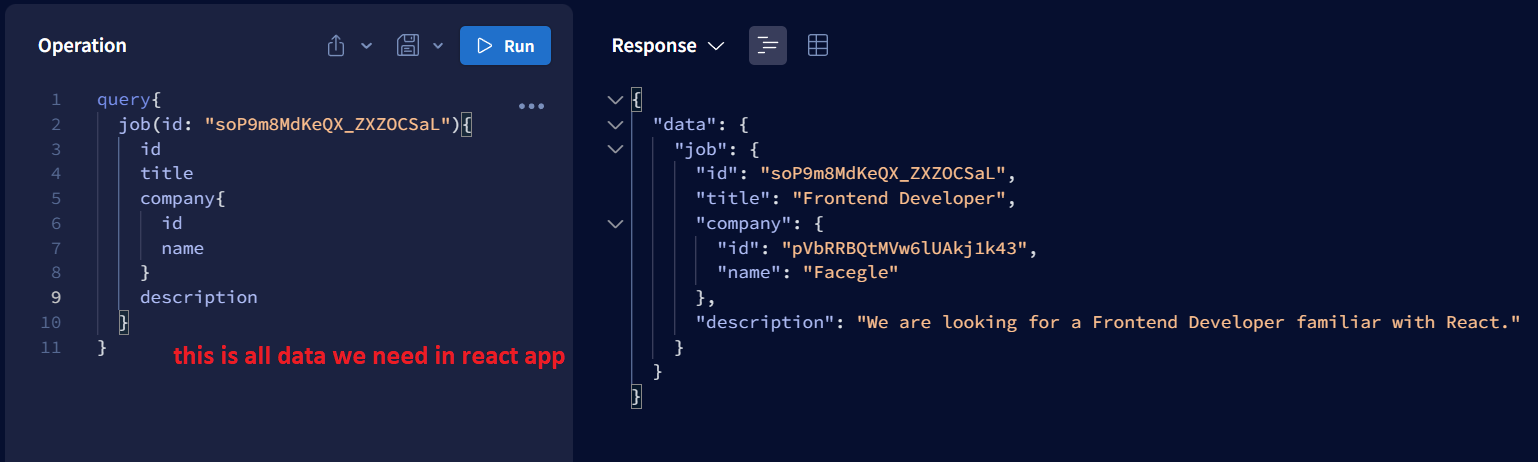 Operation
Run
1 query{
2 job(id: "soP9m8MdKeQX_ZXZOCSaL"){
3 id
4 title
5 company{
6 id
7 name
8 }
9 description
10 }
11 }
this is all data we need in react app
Response
{
"data": {
"job": {
"id": "soP9m8MdKeQX_ZXZOCSaL",
"title": "Frontend Developer",
"company": {
"id": "pVbRRBQtMVw6lUAkj1k43",
"name": "Facegle"
},
"description": "We are looking for a Frontend Developer familiar with React."
}
}
}